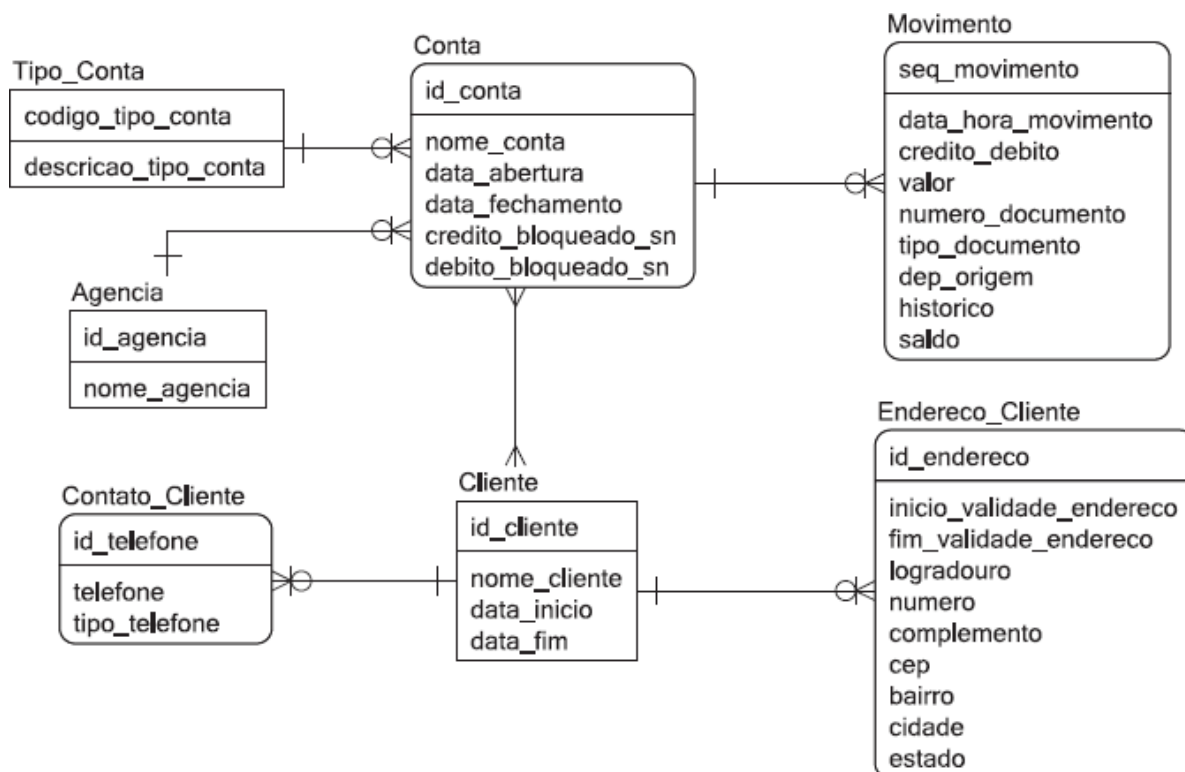 Tipo_Conta
codigo_tipo_conta
descricao_tipo_conta
Conta
id_conta
nome_conta
data_abertura
data_fechamento
credito_bloqueado_sn
debito_bloqueado_sn
Movimento
seq_movimento
data_hora_movimento
credito_debito
valor
numero_documento
tipo_documento
dep_origem
historico
saldo
Agencia
id_agencia
nome_agencia
Contato_Cliente
id_telefone
telefone
tipo_telefone
Cliente
id_cliente
nome_cliente
data_inicio
data_fim
Endereco_Cliente
id_endereco
inicio_validade_endereco
fim_validade_endereco
logradouro
numero
complemento
cep
bairro
cidade
estado